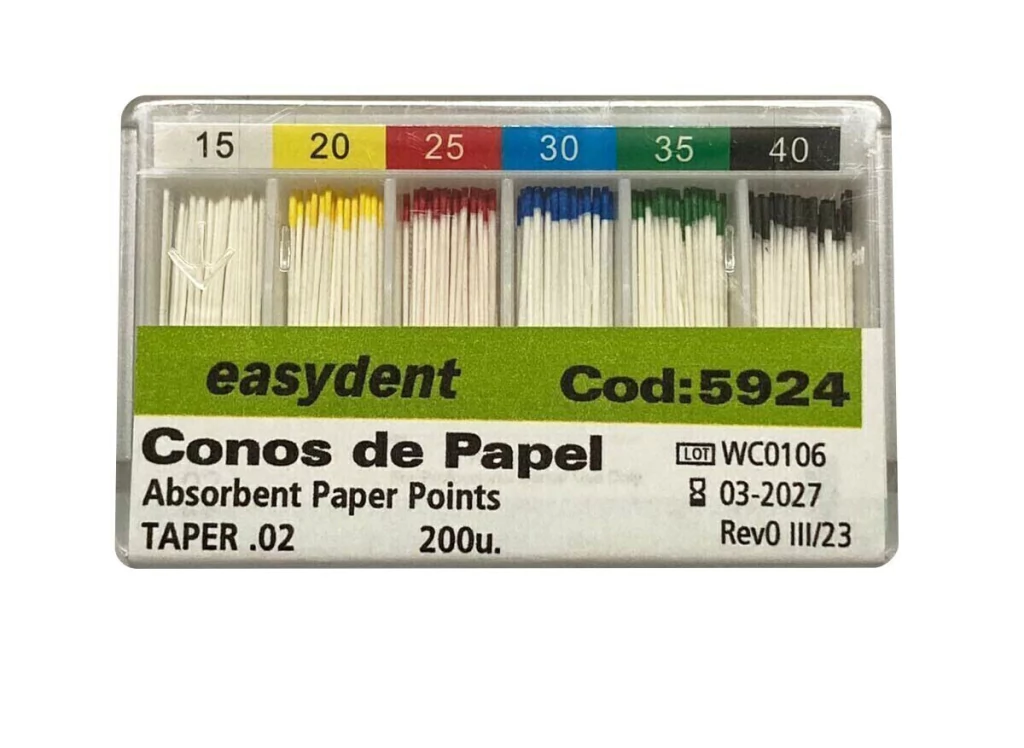 15 20 25 30 35 40
easydent Cod:5924
Conos de Papel
LOT WC0106
Absorbent Paper Points
03-2027
TAPER .02 200u.
Rev0 III/23